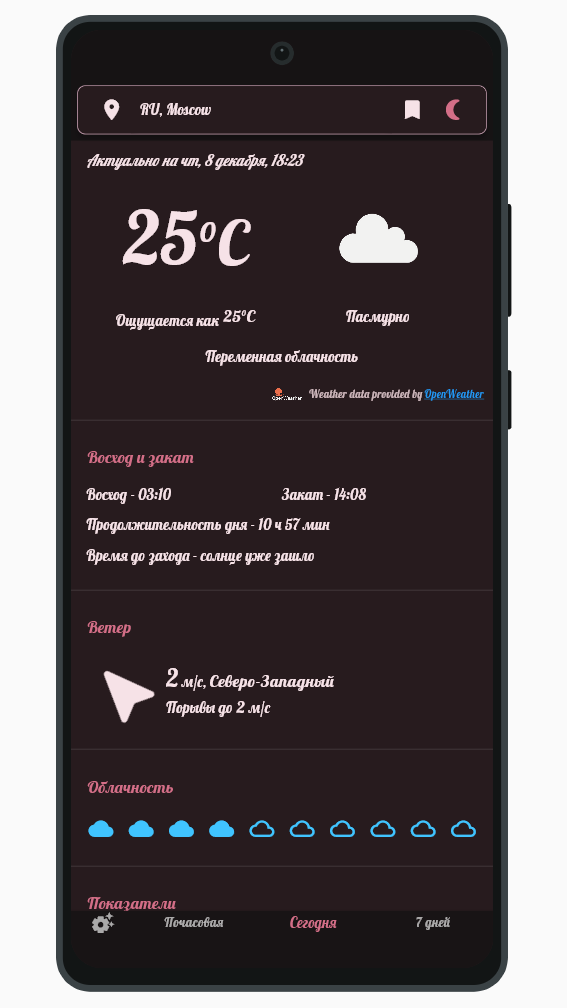 RU, Moscow
Актуально на чт, 8 декабря, 18:23
25°C
Ощущается как 25°C
Пасмурно
Переменная облачность
OpenWeather Weather data provided by OpenWeather
Восход и закат
Восход - 03:10 Закат - 14:08
Продолжительность дня - 10 ч 57 мин
Время до захода - солнце уже зашло
Ветер
2 м/с, Северо-Западный
Порывы до 2 м/с
Облачность
Показатели
Почасовая Сегодня 7 дней